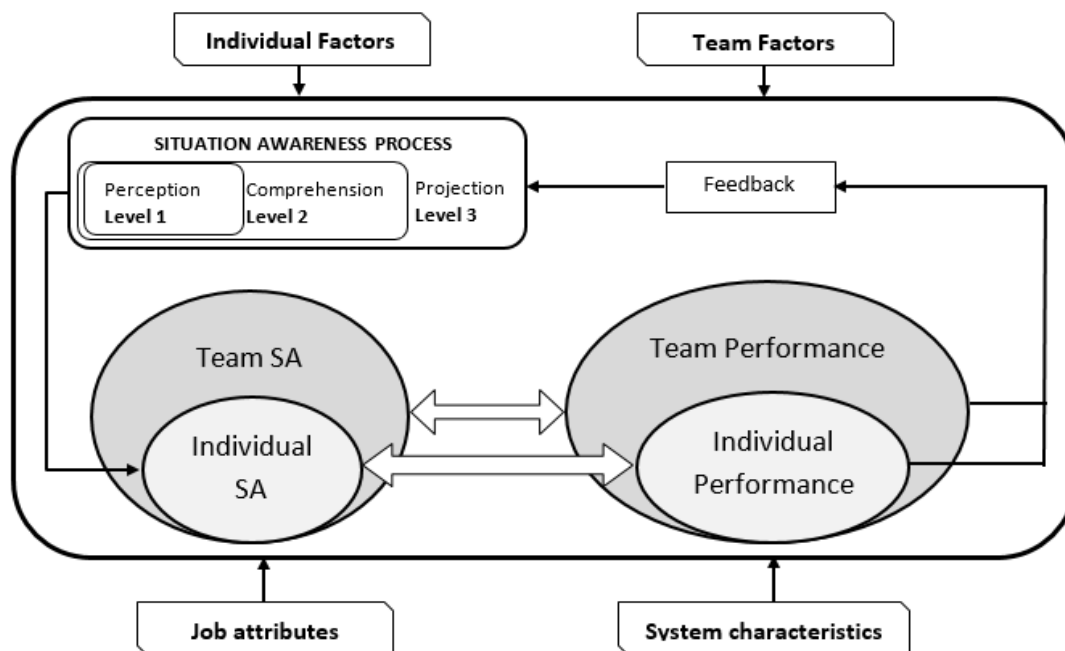 Individual Factors
Team Factors
SITUATION AWARENESS PROCESS
Perception
Level 1
Comprehension
Level 2
Projection
Level 3
Feedback
Team SA
Individual
SA
Team Performance
Individual
Performance
Job attributes
System characteristics